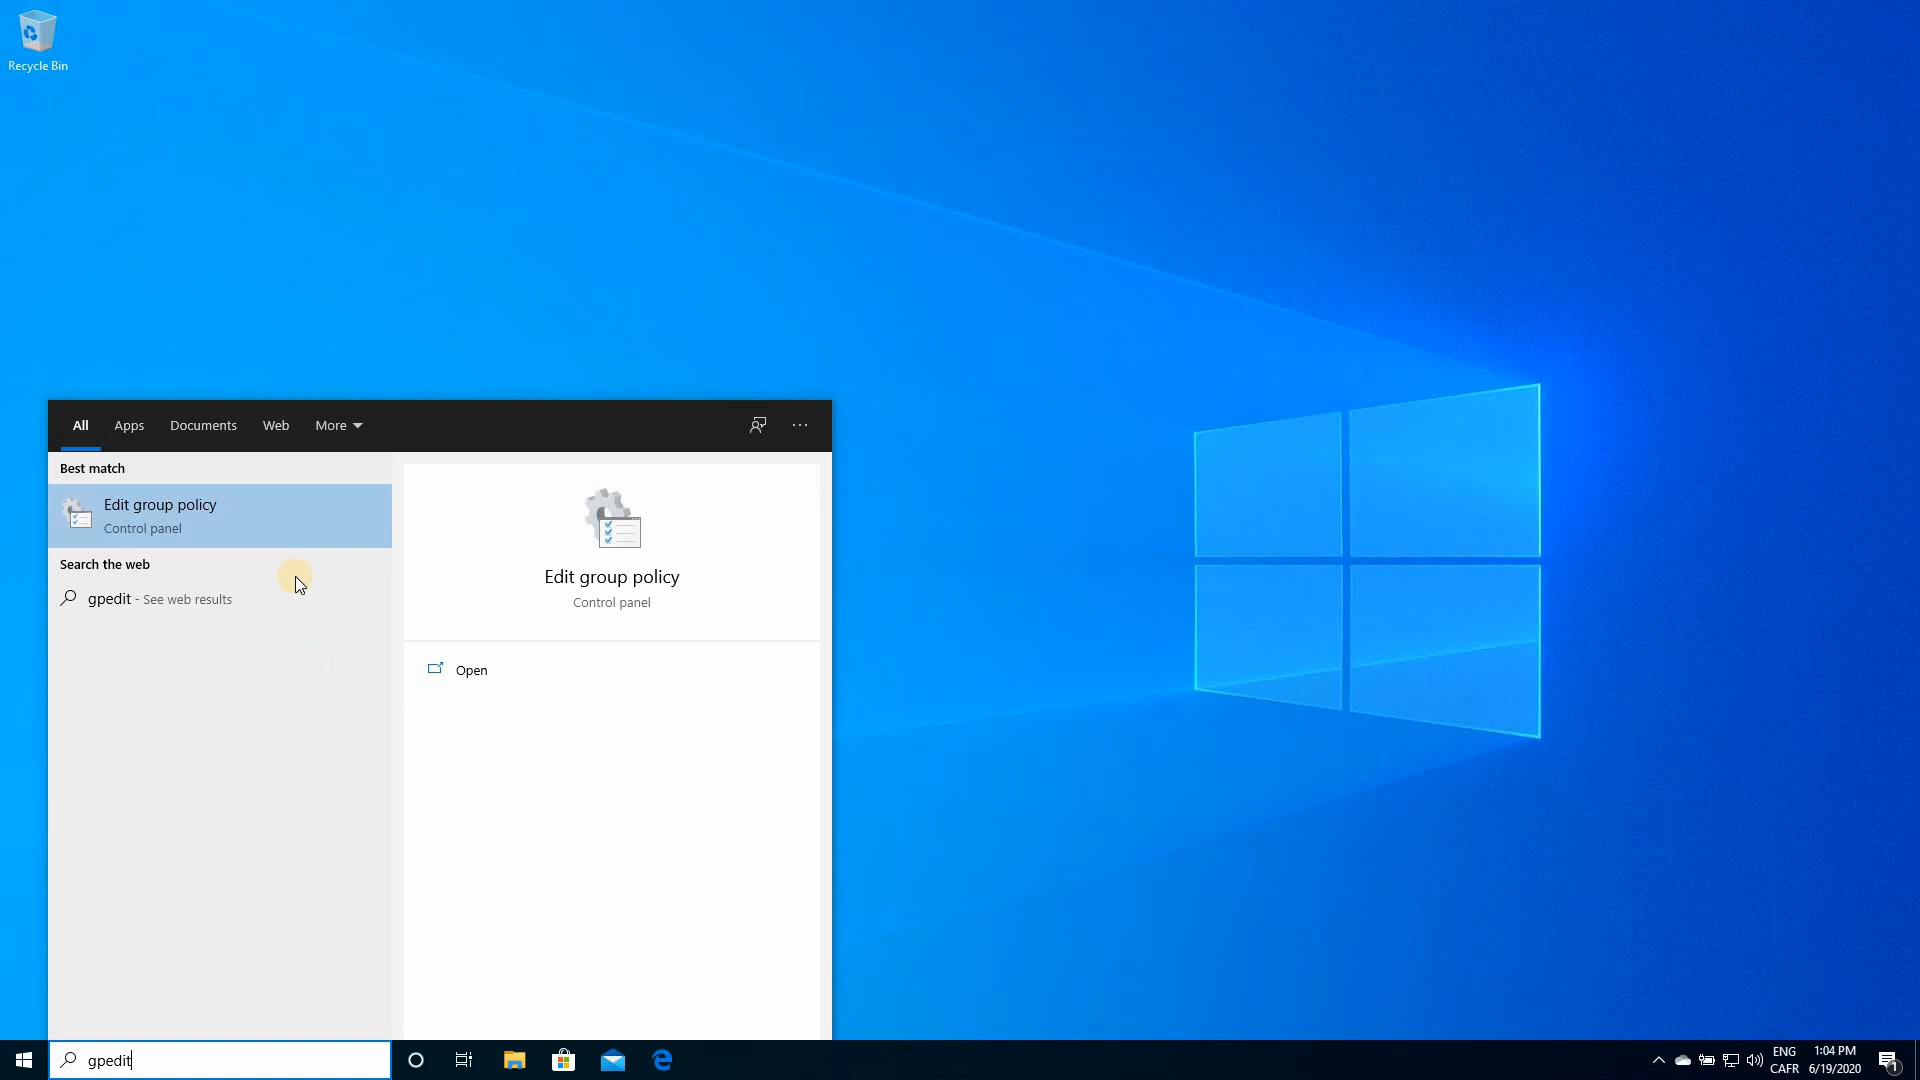 Recycle Bin
All Apps Documents Web More
Best match
Edit group policy
Control panel
Search the web
gpedit - See web results
Edit group policy
Control panel
Open
gpedit
ENG
CAFR
1:04 PM
6/19/2020
1